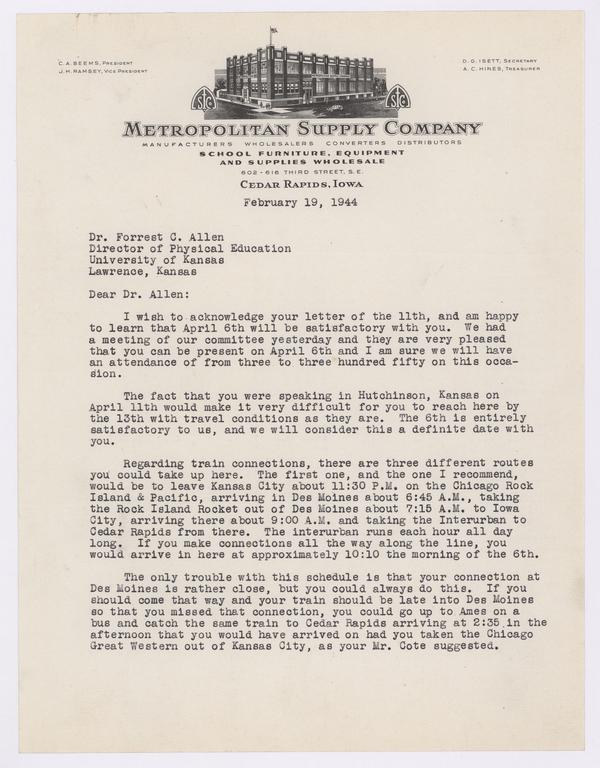 C. A. BEEMS, PRESIDENT
J. H. RAMSEY, VICE PRESIDENT
D. G. ISETT, SECRETARY
A. C. HINES, TREASURER
METROPOLITAN SUPPLY COMPANY
MANUFACTURERS WHOLESALERS CONVERTERS DISTRIBUTORS
SCHOOL FURNITURE, EQUIPMENT
AND SUPPLIES WHOLESALE
602-616 THIRD STREET, S. E.
CEDAR RAPIDS, IOWA
February 19, 1944
Dr. Forrest C. Allen
Director of Physical Education
University of Kansas
Lawrence, Kansas
Dear Dr. Allen:
I wish to acknowledge your letter of the 11th, and am happy
to learn that April 6th will be satisfactory with you. We had
a meeting of our committee yesterday and they are very pleased
that you can be present on April 6th and I am sure we will have
an attendance of from three to three hundred fifty on this occa-
sion.
The fact that you were speaking in Hutchinson, Kansas on
April 11th would make it very difficult for you to reach here by
the 13th with travel conditions as they are. The 6th is entirely
satisfactory to us, and we will consider this a definite date with
you.
Regarding train connections, there are three different routes
you could take up here. The first one, and the one I recommend,
would be to leave Kansas City about 11:30 P.M. on the Chicago Rock
Island & Pacific, arriving in Des Moines about 6:45 A.M., taking
the Rock Island Rocket out of Des Moines about 7:15 A.M. to Iowa
City, arriving there about 9:00 A.M. and taking the Interurban to
Cedar Rapids from there. The interurban runs each hour all day
long. If you make connections all the way along the line, you
would arrive in here at approximately 10:10 the morning of the 6th.
The only trouble with this schedule is that your connection at
Des Moines is rather close, but you could always do this. If you
should come that way and your train should be late into Des Moines
so that you missed that connection, you could go up to Ames on a
bus and catch the same train to Cedar Rapids arriving at 2:35 in the
afternoon that you would have arrived on had you taken the Chicago
Great Western out of Kansas City, as your Mr. Cote suggested.